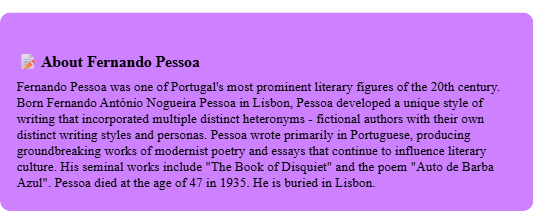 About Fernando Pessoa
Fernando Pessoa was one of Portugal's most prominent literary figures of the 20th century.
Born Fernando António Nogueira Pessoa in Lisbon, Pessoa developed a unique style of
writing that incorporated multiple distinct heteronyms - fictional authors with their own
distinct writing styles and personas. Pessoa wrote primarily in Portuguese, producing
groundbreaking works of modernist poetry and essays that continue to influence literary
culture. His seminal works include "The Book of Disquiet" and the poem "Auto de Barba
Azul". Pessoa died at the age of 47 in 1935. He is buried in Lisbon.